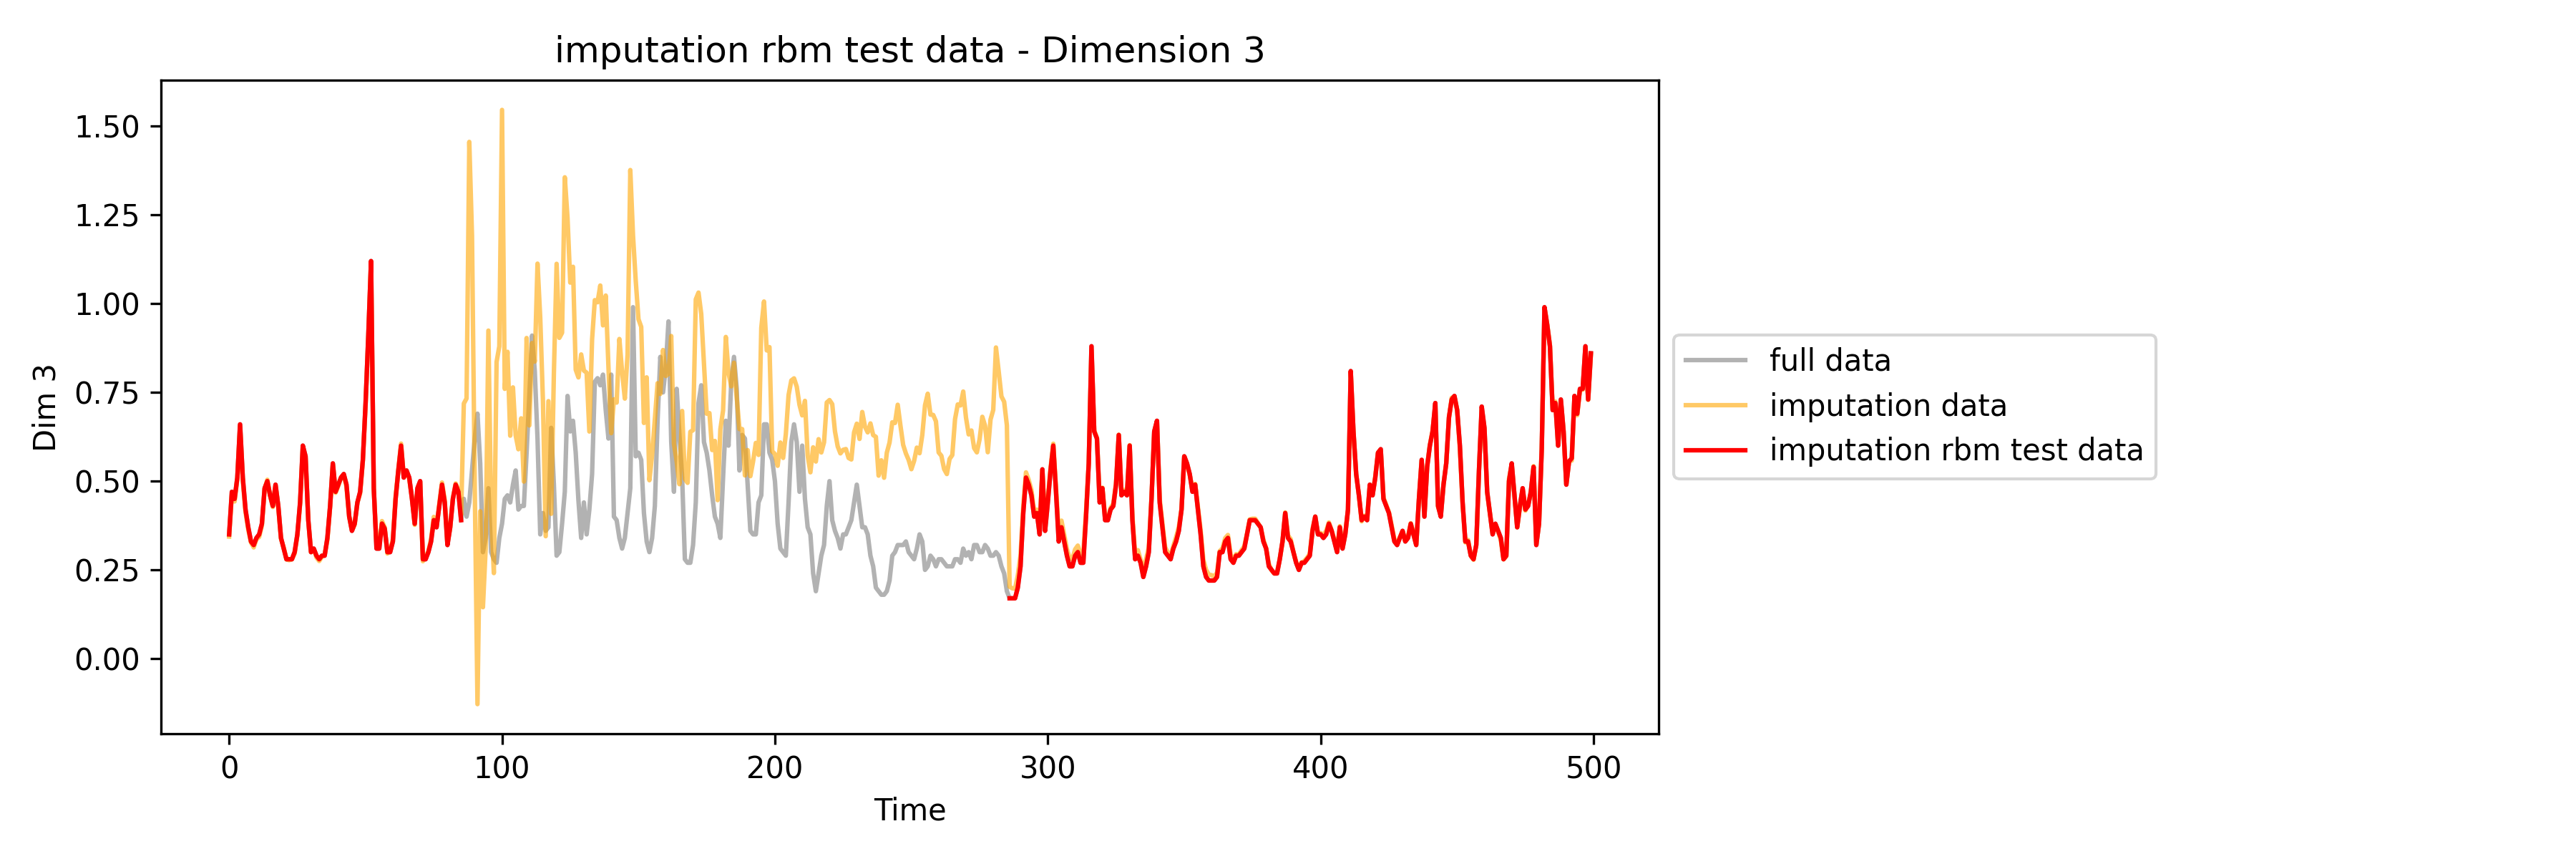 imputation rbm test data - Dimension 3
1.50
1.25
1.00
0.75
0.50
0.25
0.00
Dim 3
0
100
200
300
400
500
Time
full data
imputation data
imputation rbm test data